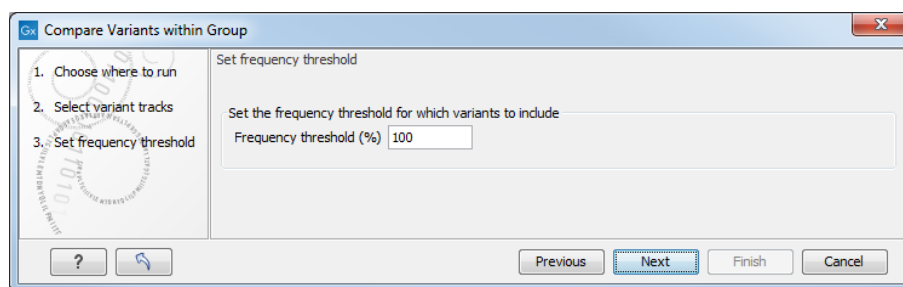 Gx Compare Variants within Group
1. Choose where to run
2. Select variant tracks
3. Set frequency threshold
Set frequency threshold
Set the frequency threshold for which variants to include
Frequency threshold (%) 100
?
Previous Next Finish Cancel